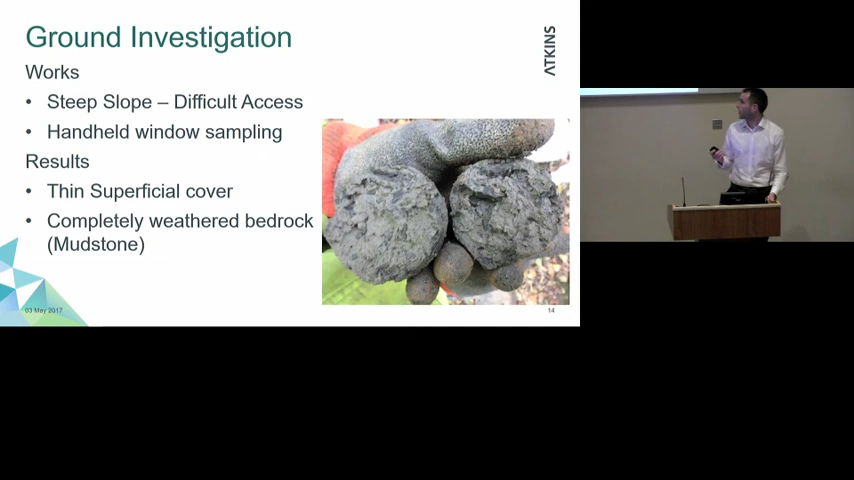 Ground Investigation
ATKINS
Works
• Steep Slope – Difficult Access
• Handheld window sampling
Results
• Thin Superficial cover
• Completely weathered bedrock
(Mudstone)
03 May 2017
14